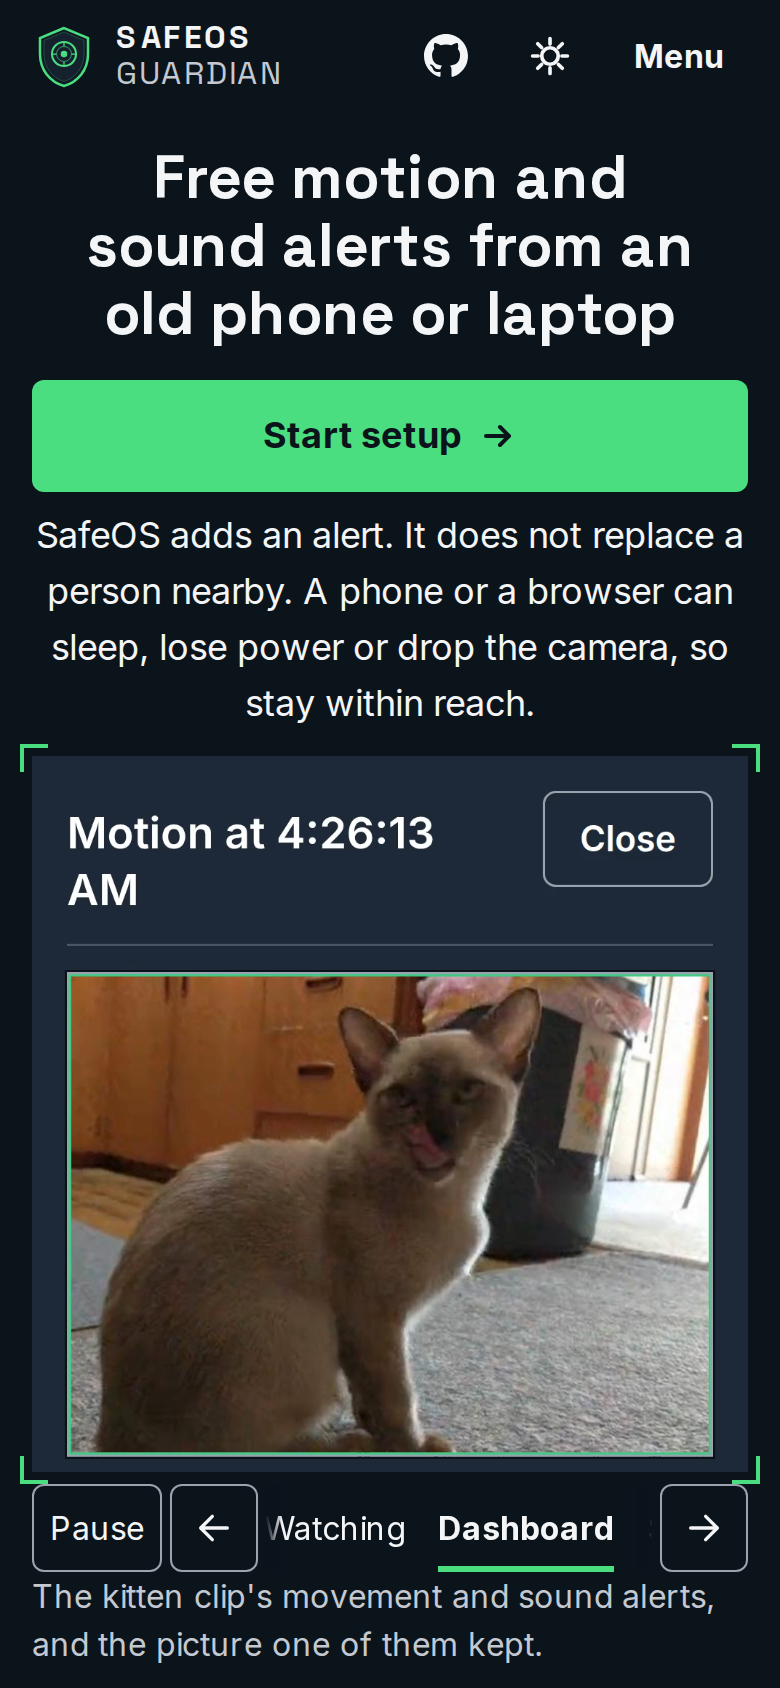 SAFEOS
GUARDIAN
Menu
Free motion and
sound alerts from an
old phone or laptop
Start setup →
SafeOS adds an alert. It does not replace a
person nearby. A phone or a browser can
sleep, lose power or drop the camera, so
stay within reach.
Motion at 4:26:13
AM
Close
Pause ← Watching Dashboard →
The kitten clip's movement and sound alerts,
and the picture one of them kept.